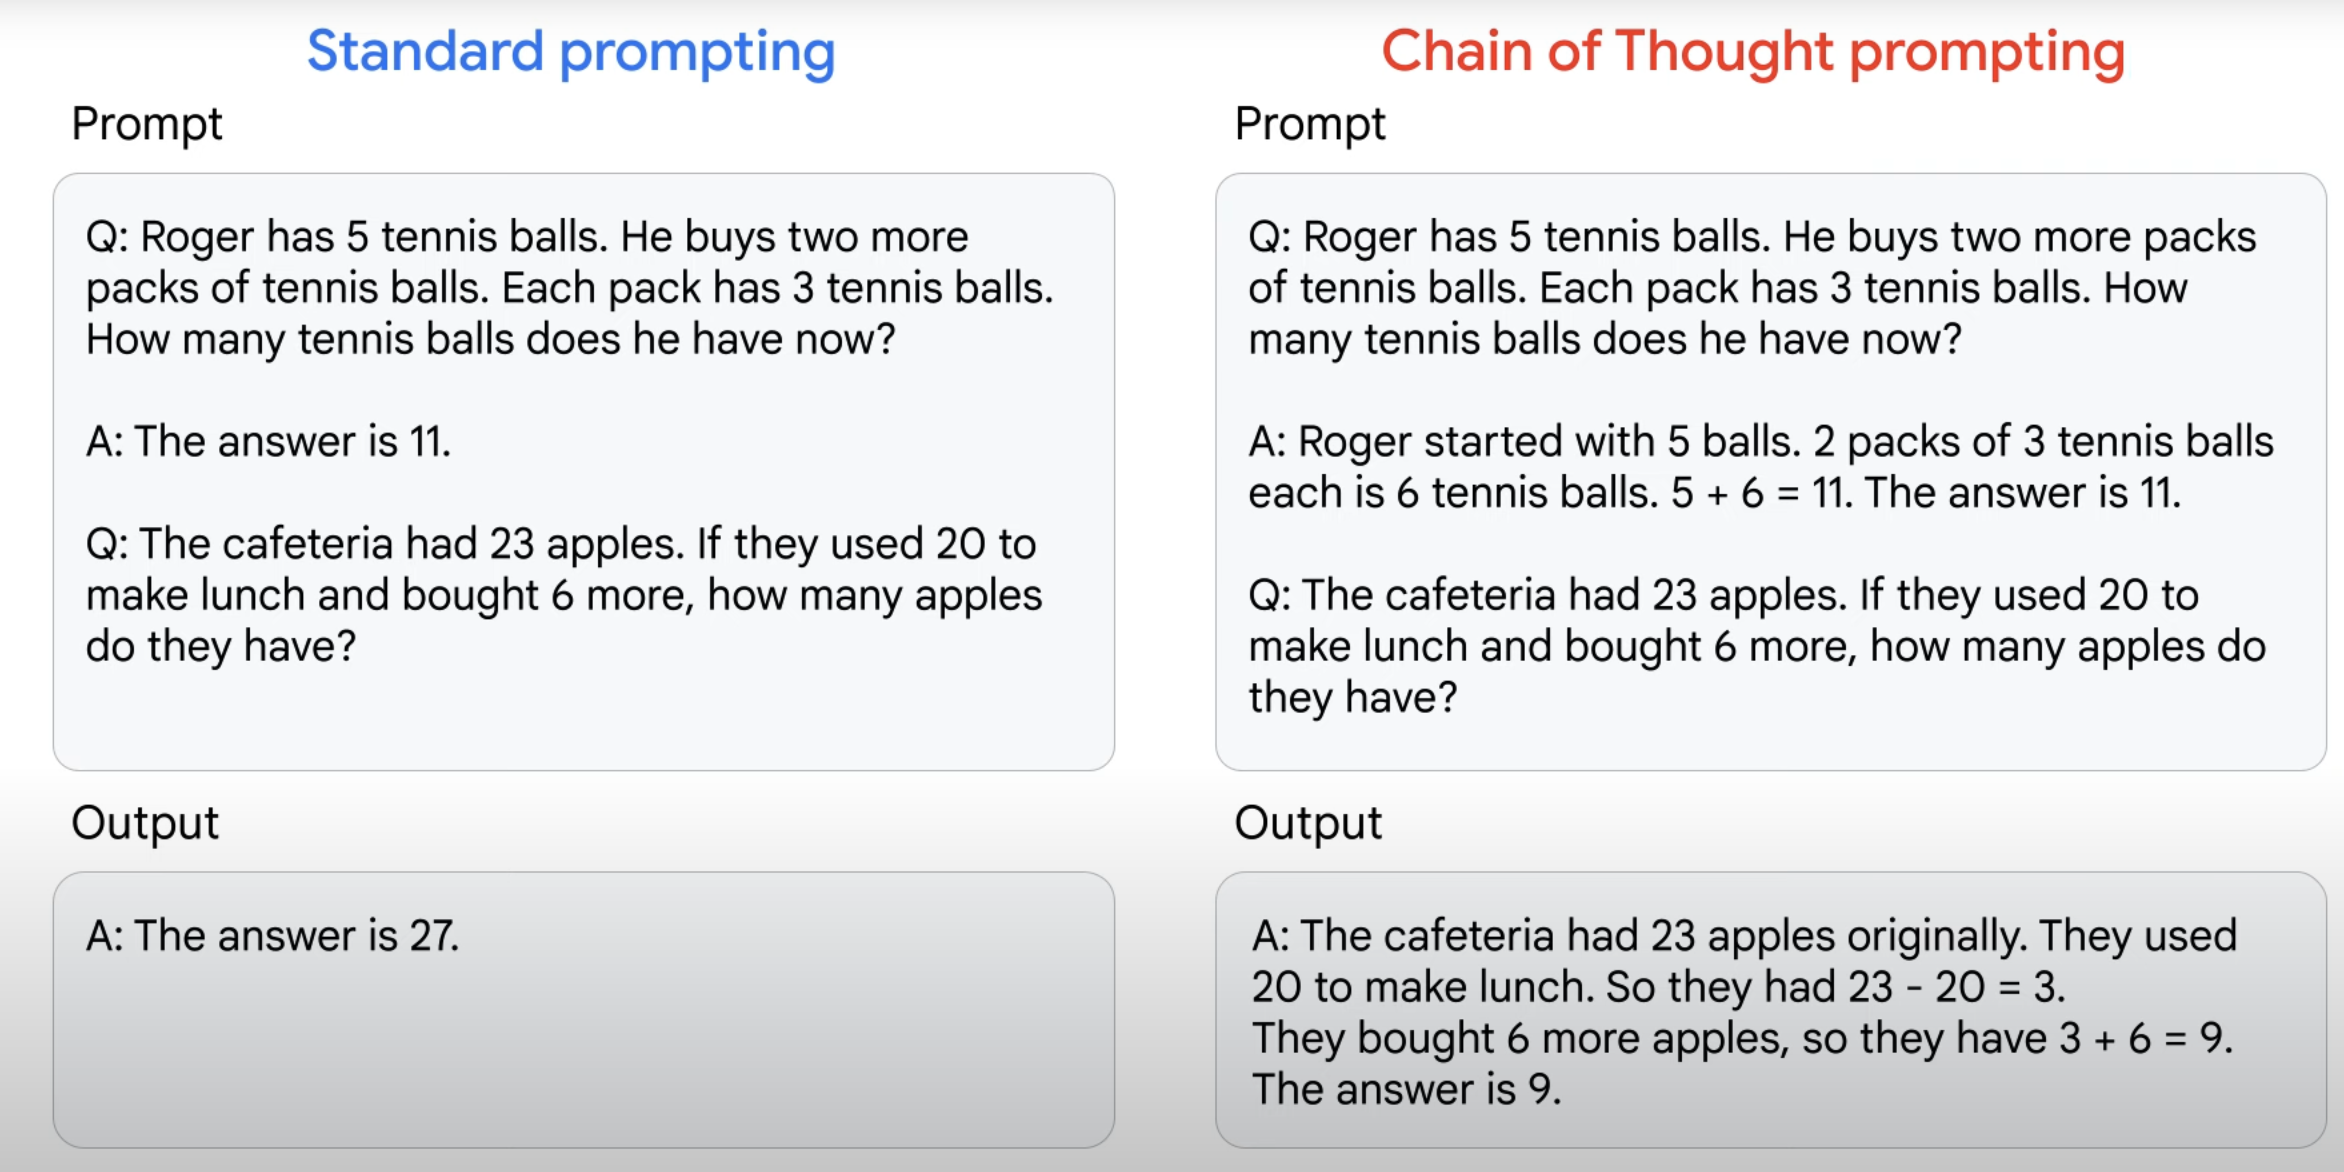 Standard prompting
Prompt
Q: Roger has 5 tennis balls. He buys two more
packs of tennis balls. Each pack has 3 tennis balls.
How many tennis balls does he have now?
A: The answer is 11.
Q: The cafeteria had 23 apples. If they used 20 to
make lunch and bought 6 more, how many apples
do they have?
Output
A: The answer is 27.
Chain of Thought prompting
Prompt
Q: Roger has 5 tennis balls. He buys two more packs
of tennis balls. Each pack has 3 tennis balls. How
many tennis balls does he have now?
A: Roger started with 5 balls. 2 packs of 3 tennis balls
each is 6 tennis balls. 5 + 6 = 11. The answer is 11.
Q: The cafeteria had 23 apples. If they used 20 to
make lunch and bought 6 more, how many apples do
they have?
Output
A: The cafeteria had 23 apples originally. They used
20 to make lunch. So they had 23 - 20 = 3.
They bought 6 more apples, so they have 3 + 6 = 9.
The answer is 9.